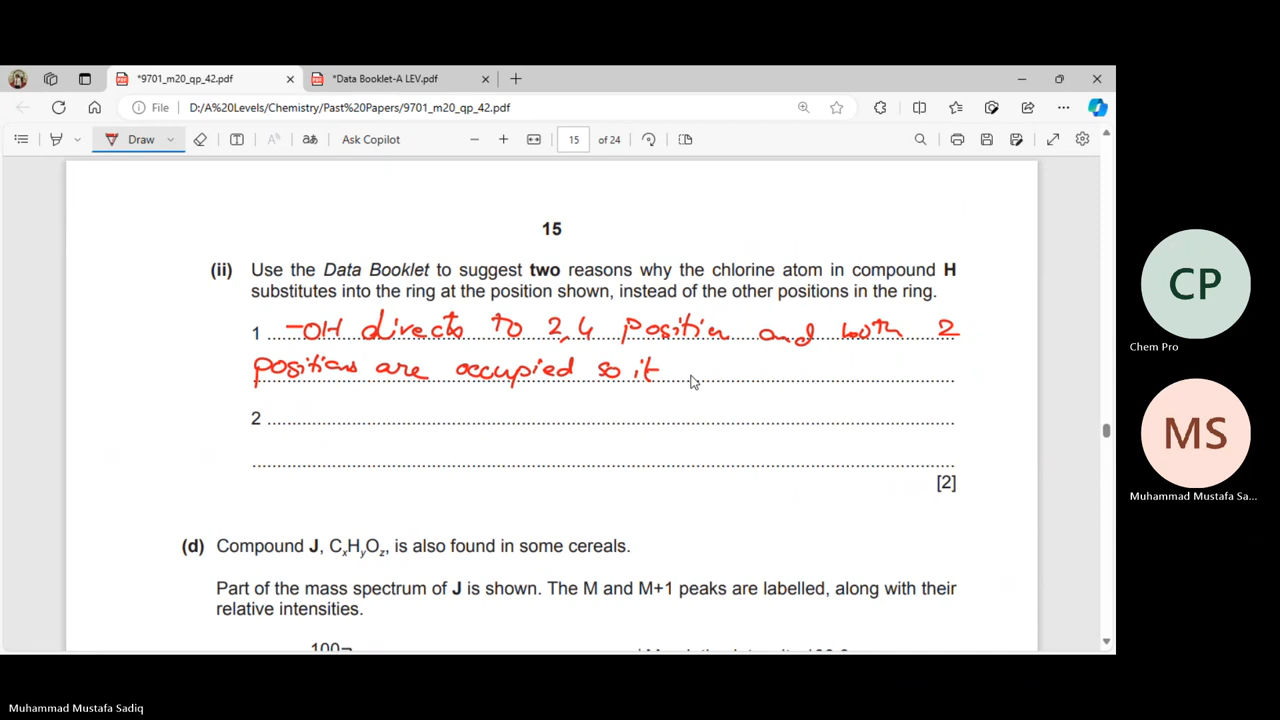 *9701_m20_qp_42.pdf
*Data Booklet-A LEV.pdf
File D:/A%20Levels/Chemistry/Past%20Papers/9701_m20_qp_42.pdf
Draw aあ Ask Copilot 15 of 24
15
(ii) Use the Data Booklet to suggest two reasons why the chlorine atom in compound H
substitutes into the ring at the position shown, instead of the other positions in the ring.
1 -OH directs to 2,4 position and both 2
positions are occupied so it
2
[2]
(d) Compound J, CxHyOz, is also found in some cereals.
Part of the mass spectrum of J is shown. The M and M+1 peaks are labelled, along with their
relative intensities.
CP
Chem Pro
MS
Muhammad Mustafa Sa...
Muhammad Mustafa Sadiq